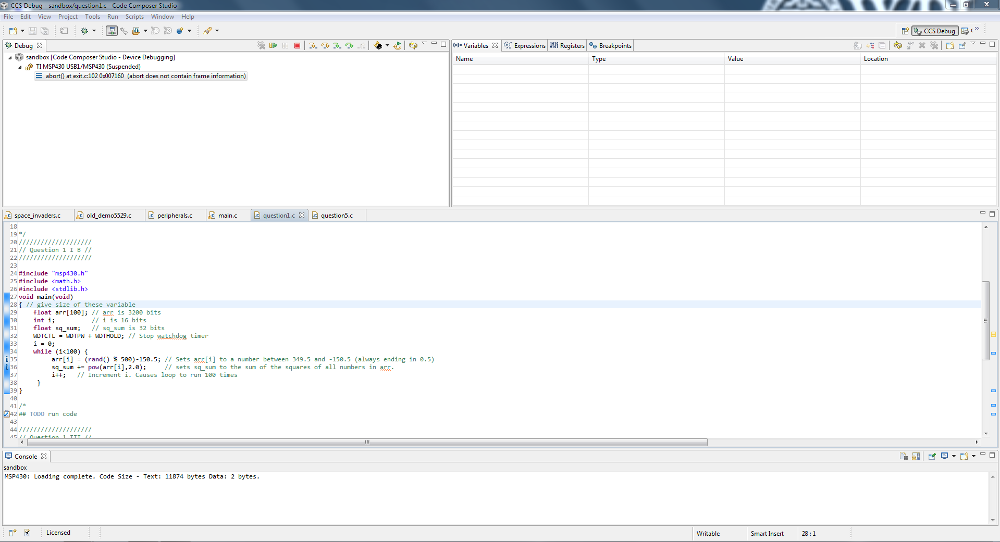 CCS Debug - sandbox/question1.c - Code Composer Studio
File Edit View Project Tools Run Scripts Window Help
CCS Debug
Debug
sandbox [Code Composer Studio - Device Debugging]
TI MSP430 USB1/MSP430 (Suspended)
abort() at exit.c:102 0x007160 (abort does not contain frame information)
(x)= Variables Expressions Registers Breakpoints
Name Type Value Location
space_invaders.c old_demo5529.c peripherals.c main.c question1.c question5.c
18
19 */
20 ////////////////////
21 // Question 1 I B //
22 ////////////////////
23
24 #include "msp430.h"
25 #include <math.h>
26 #include <stdlib.h>
27 void main(void)
28 { // give size of these variable
29 float arr[100]; // arr is 3200 bits
30 int i; // i is 16 bits
31 float sq_sum; // sq_sum is 32 bits
32 WDTCTL = WDTPW + WDTHOLD; // Stop watchdog timer
33 i = 0;
34 while (i<100) {
35 arr[i] = (rand() % 500)-150.5; // Sets arr[i] to a number between 349.5 and -150.5 (always ending in 0.5)
36 sq_sum += pow(arr[i],2.0); // sets sq_sum to the sum of the squares of all numbers in arr.
37 i++; // Increment i. Causes loop to run 100 times
38 }
39 }
40
41 /*
42 ## TODO run code
43
44 ////////////////////
45 // Question 1 III //
Console
sandbox
MSP430: Loading complete. Code Size - Text: 11874 bytes Data: 2 bytes.
Licensed Writable Smart Insert 28 : 1